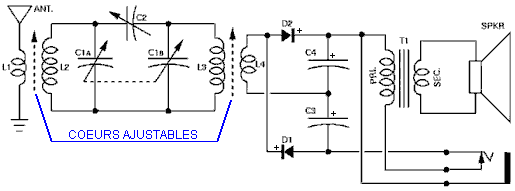 ANT.
C2
D2
+
T1
SPKR
L1
L2
C1A
C1B
L3
L4
C4
+
PRI.
SEC.
C3
+
COEURS AJUSTABLES
D1
+